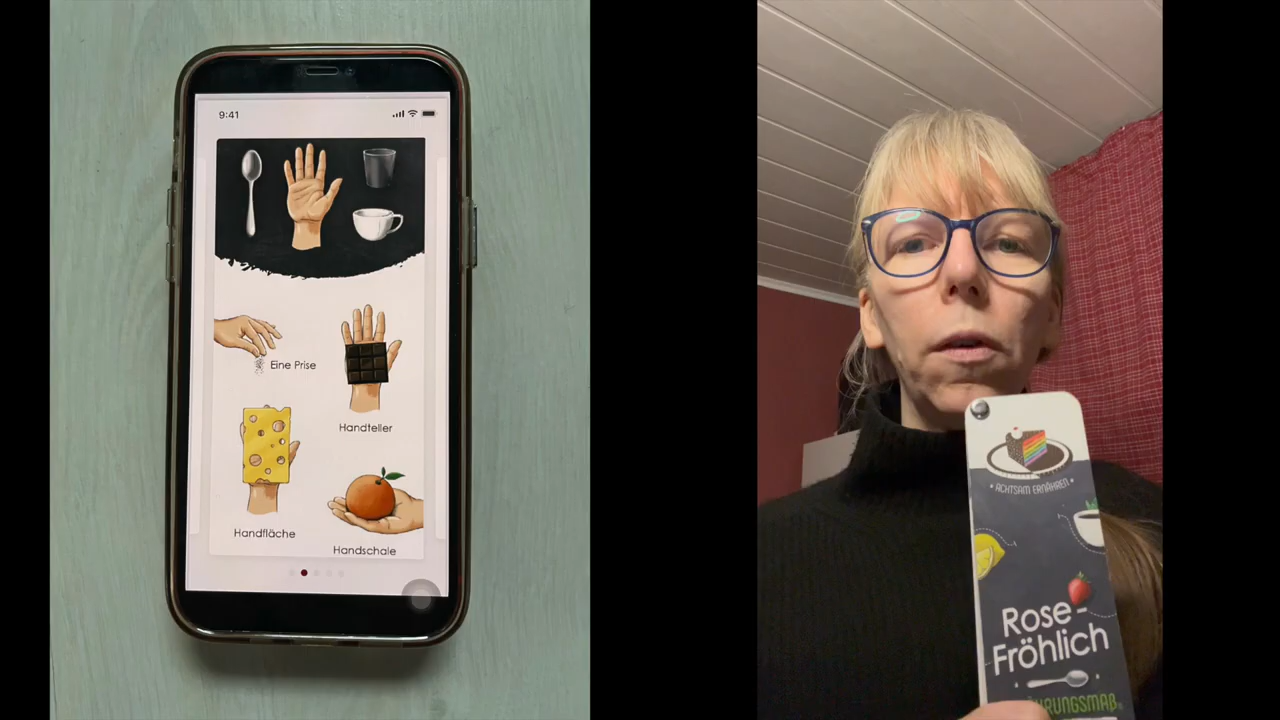 9:41
Eine Prise
Handteller
Handfläche
Handschale
• ACHTSAM ERNÄHREN •
Rose-
Fröhlich